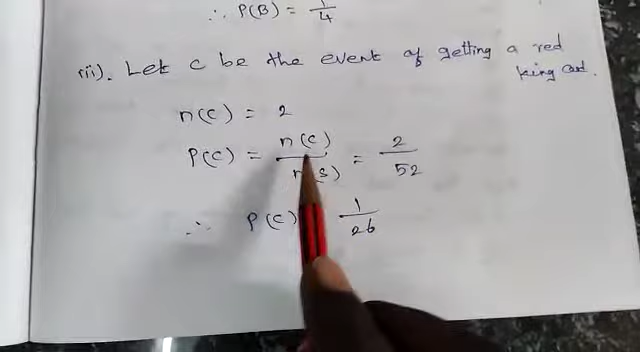 ∴ P(B) = 1/4
iii). Let C be the event of getting a red king card.
n(C) = 2
P(C) = n(C)/n(S) = 2/52
∴ P(C) 1/26